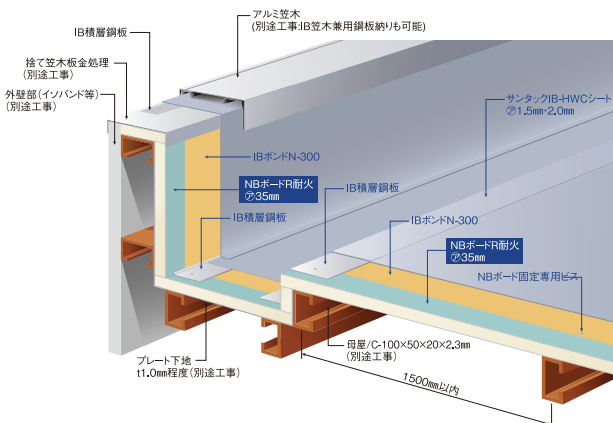 アルミ笠木
(別途工事:IB笠木兼用鋼板納りも可能)
IB積層鋼板
捨て笠木板金処理
(別途工事)
外壁部(イソバンド等)
(別途工事)
サンタックIB-HWCシート
㋐1.5mm・2.0mm
IBボンドN-300
NBボードR耐火
㋐35mm
IB積層鋼板
IB積層鋼板
IBボンドN-300
NBボードR耐火
㋐35mm
NBボード固定専用ビス
母屋/C-100×50×20×2.3mm
(別途工事)
プレート下地
t1.0mm程度(別途工事)
1500mm以内